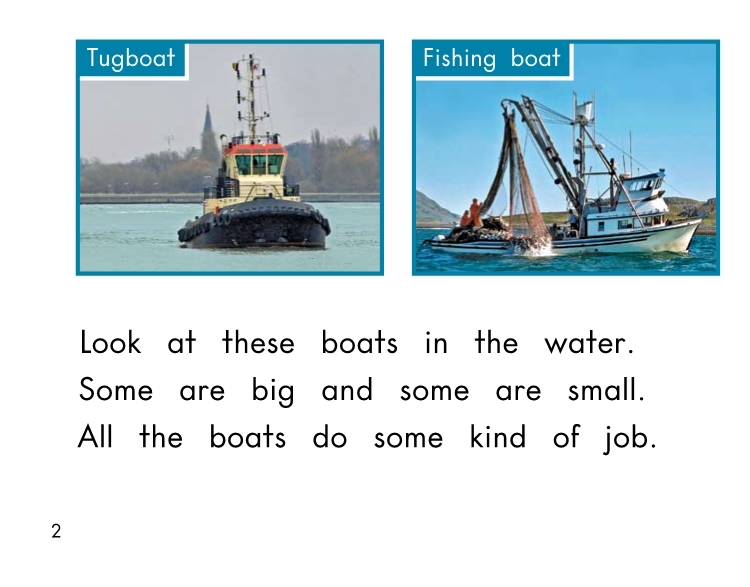 Tugboat
Fishing boat
Look at these boats in the water.
Some are big and some are small.
All the boats do some kind of job.
2